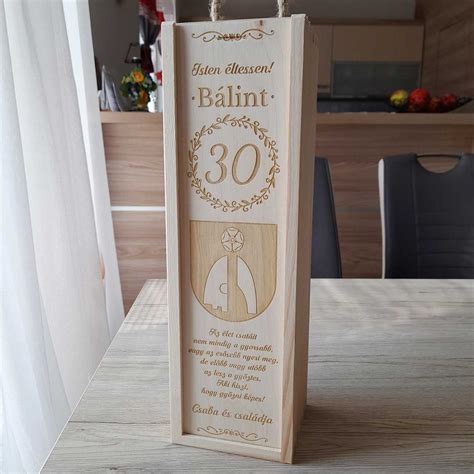 Isten éltessen!
· Bálint ·
30
Az élet csatáit
nem mindig a gyorsabb,
vagy az erősebb nyeri meg,
de előbb vagy utóbb
az lesz a győztes,
Aki hiszi,
hogy győzni képes!
Csaba és családja